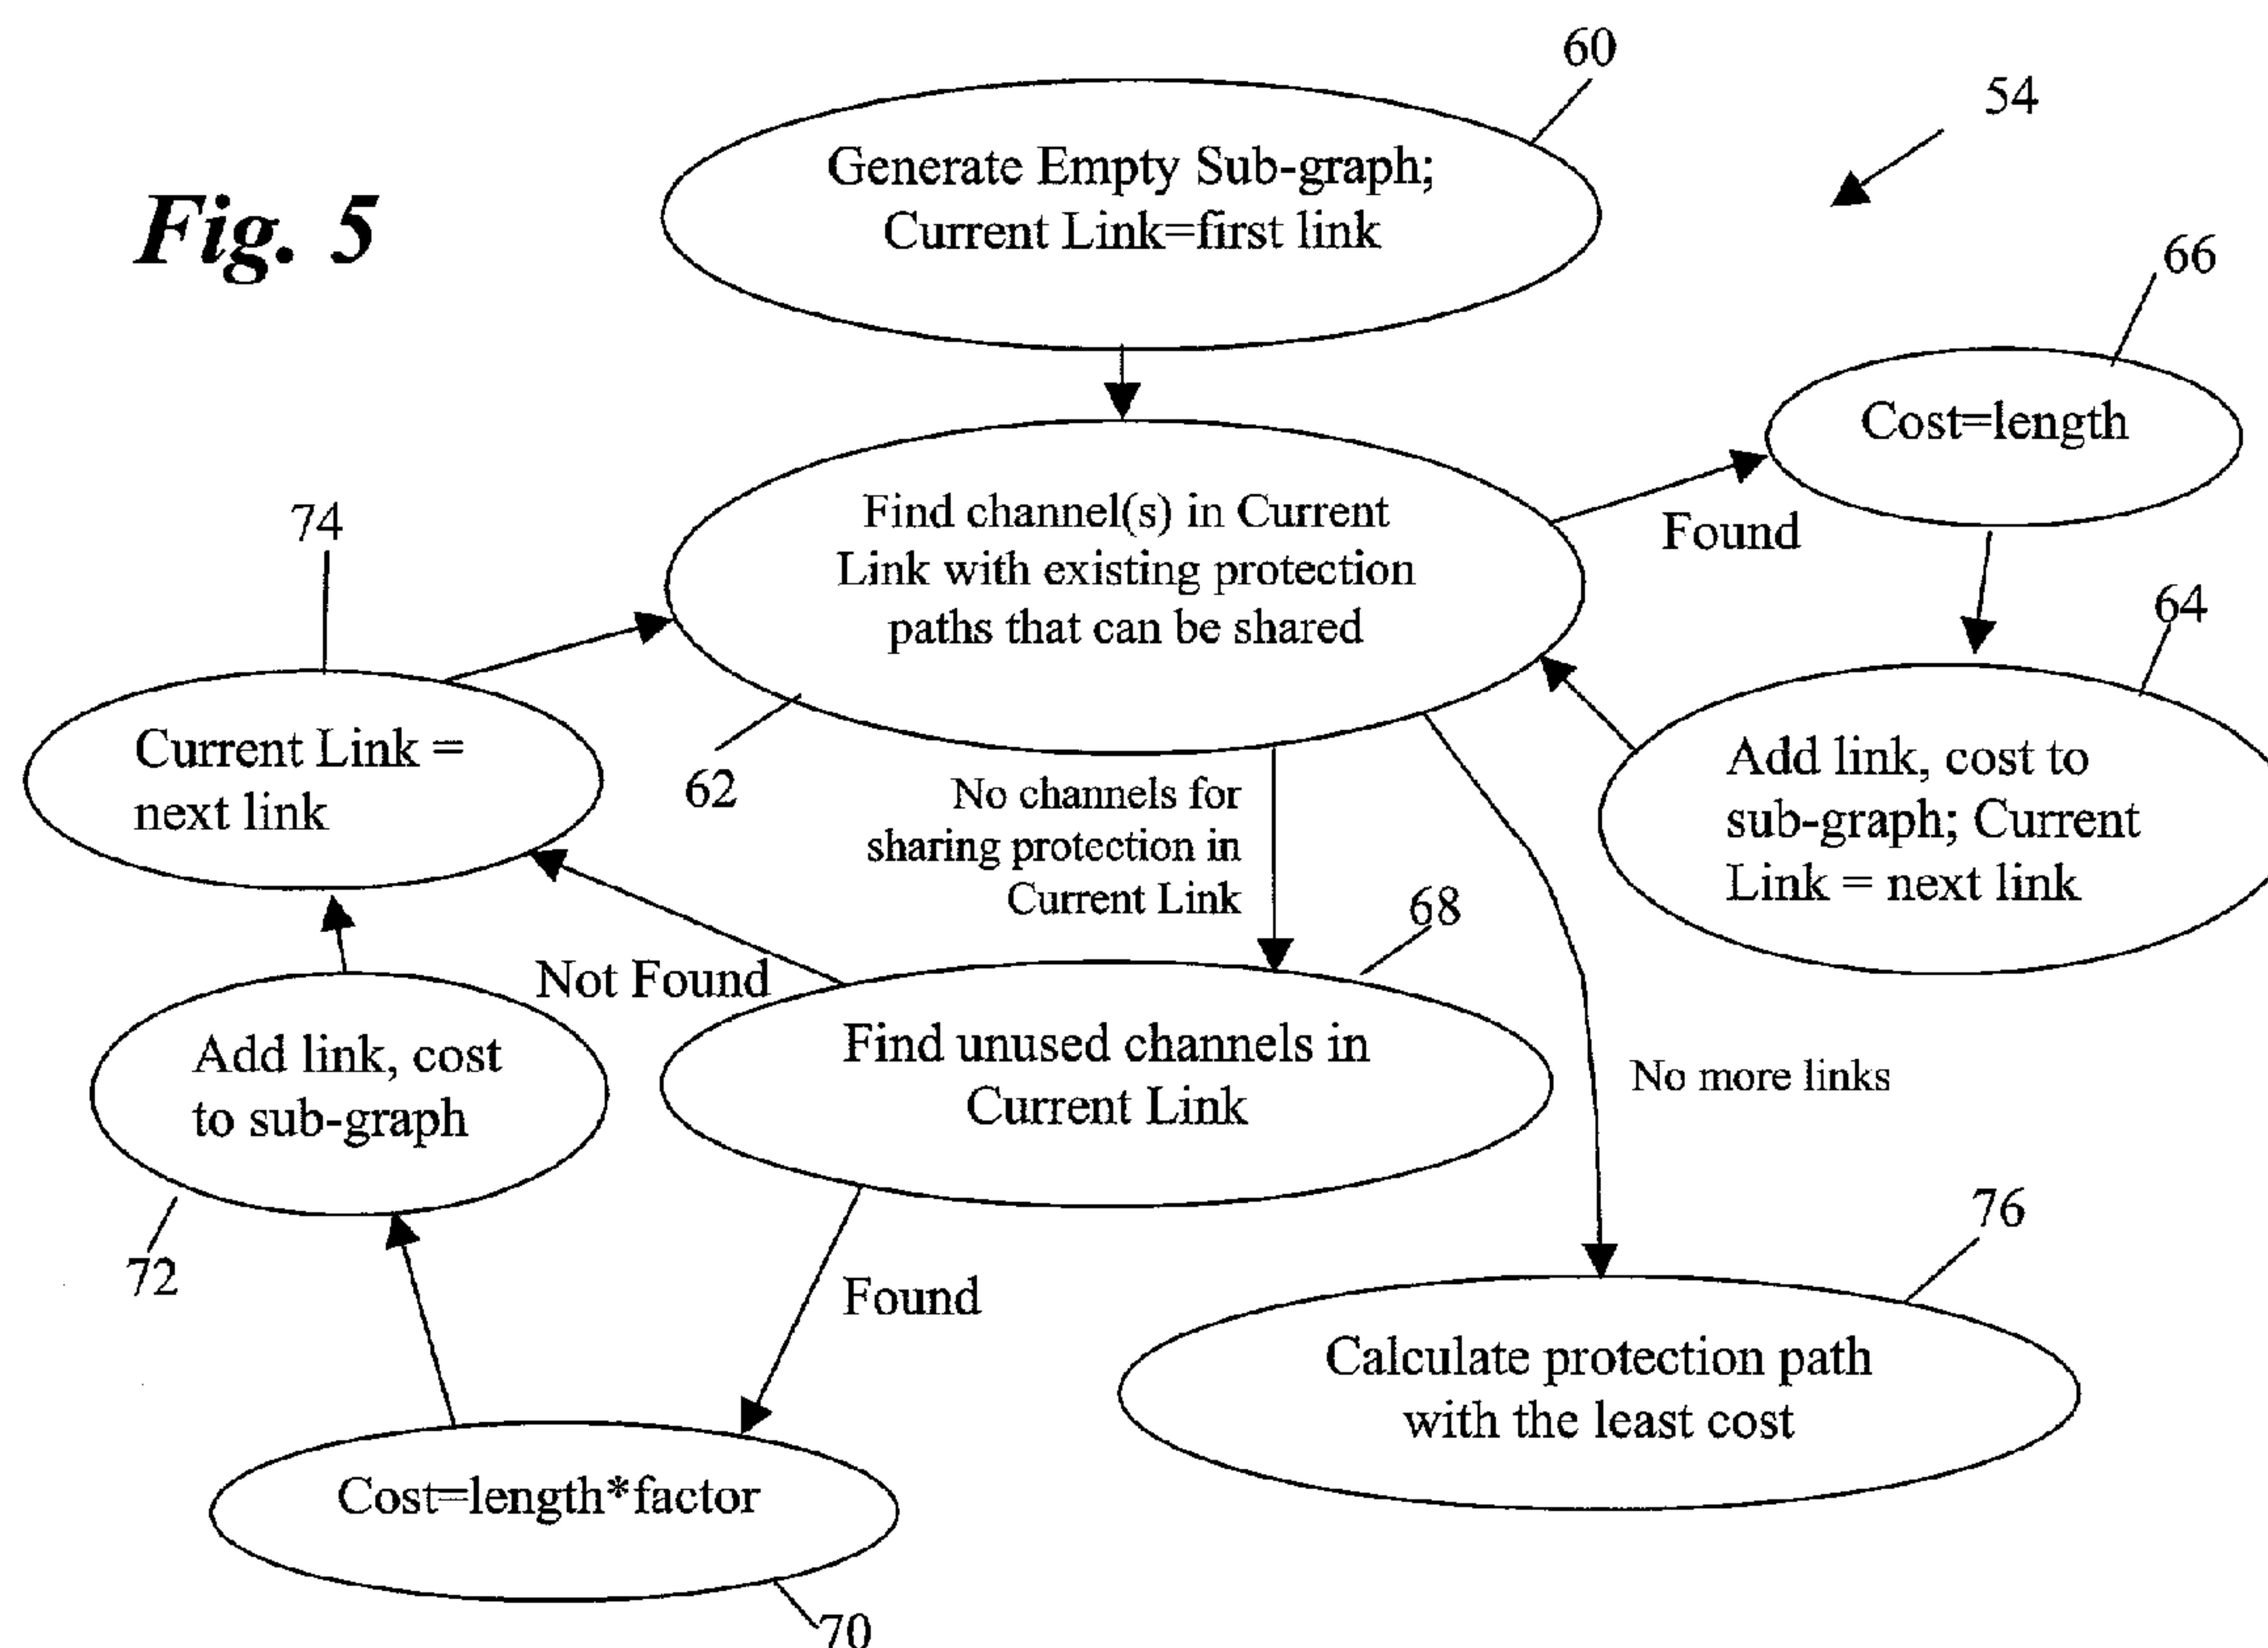 Fig. 5
60
54
Generate Empty Sub-graph;
Current Link=first link
66
Cost=length
Found
74
Find channel(s) in Current
Link with existing protection
paths that can be shared
62
64
Add link, cost to
sub-graph; Current
Link = next link
Current Link =
next link
No channels for
sharing protection in
Current Link
68
Not Found
Find unused channels in
Current Link
No more links
Add link, cost
to sub-graph
72
Found
76
Calculate protection path
with the least cost
Cost=length*factor
70